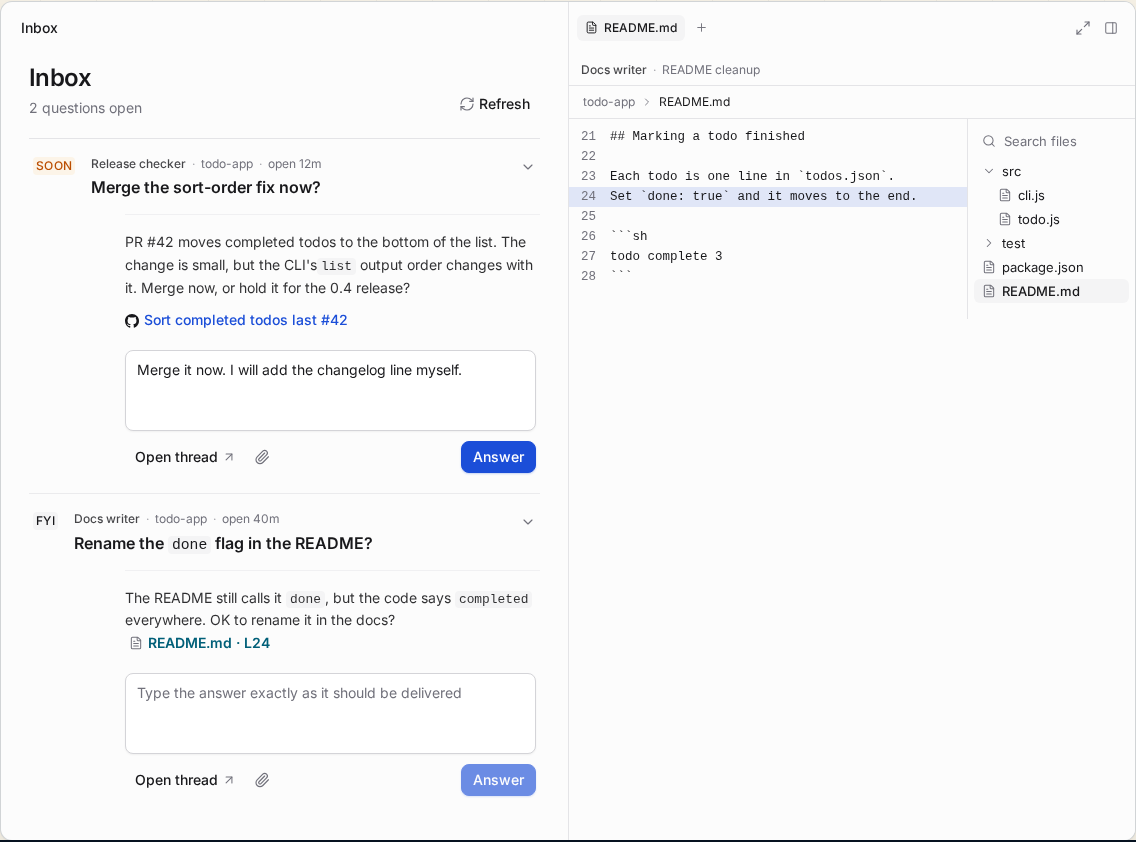 Inbox
Inbox
2 questions open
Refresh
SOON
Release checker · todo-app · open 12m
Merge the sort-order fix now?
PR #42 moves completed todos to the bottom of the list. The
change is small, but the CLI's list output order changes with
it. Merge now, or hold it for the 0.4 release?
Sort completed todos last #42
Merge it now. I will add the changelog line myself.
Open thread
Answer
FYI
Docs writer · todo-app · open 40m
Rename the done flag in the README?
The README still calls it done, but the code says completed
everywhere. OK to rename it in the docs?
README.md · L24
Type the answer exactly as it should be delivered
Open thread
Answer
README.md
Docs writer · README cleanup
todo-app > README.md
21 ## Marking a todo finished
22
23 Each todo is one line in `todos.json`.
24 Set `done: true` and it moves to the end.
25
26 ```sh
27 todo complete 3
28 ```
Search files
src
cli.js
todo.js
test
package.json
README.md